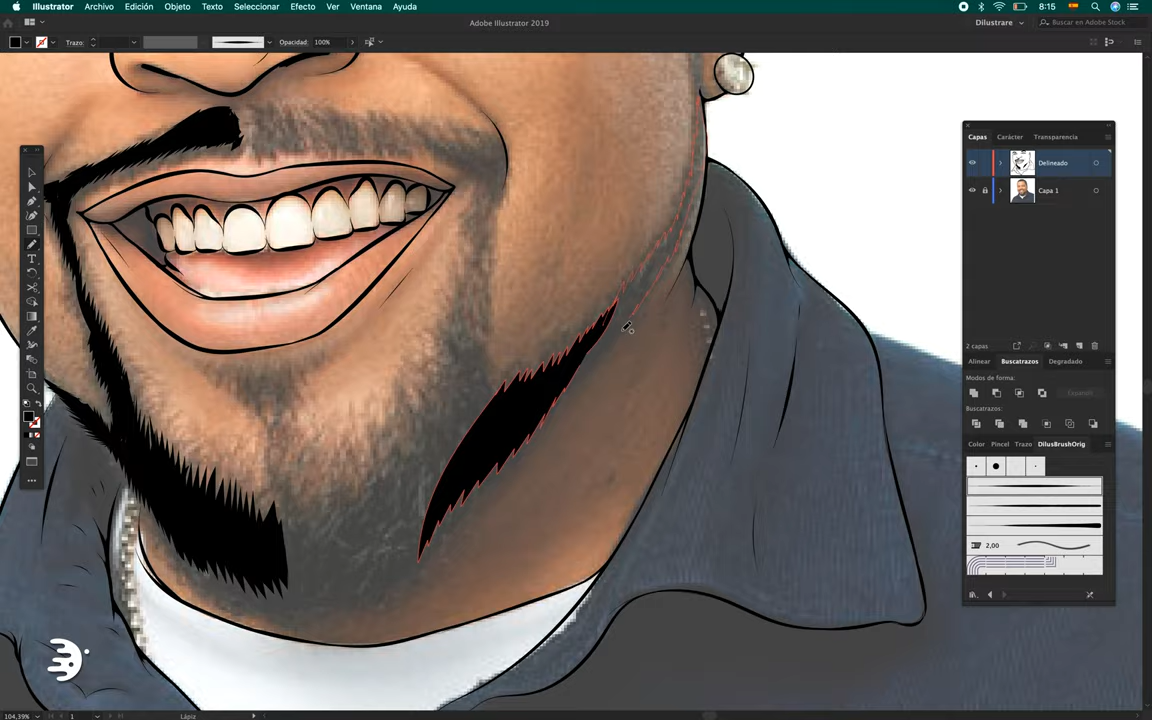 Illustrator Archivo Edición Objeto Texto Seleccionar Efecto Ver Ventana Ayuda 8:15
Adobe Illustrator 2019
Dilustrare
Buscar en Adobe Stock
Trazo:
Opacidad: 100%
Capas Carácter Transparencia
Delineado
Capa 1
2 capas
Alinear Buscatrazos Degradado
Modos de forma:
Expandir
Buscatrazos:
Color Pincel Trazo DilusBrushOrig
2,00
104,39% 1 Lápiz